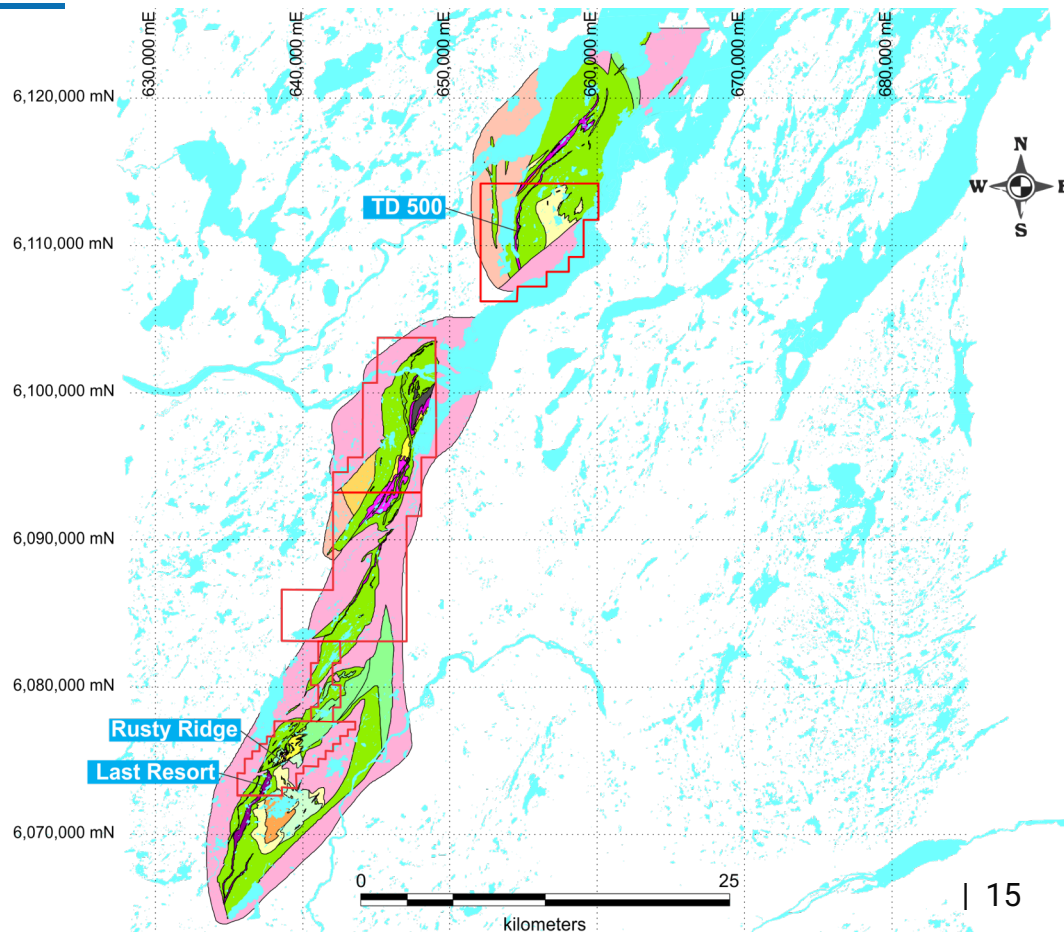 630,000 mE
640,000 mE
650,000 mE
660,000 mE
670,000 mE
680,000 mE
6,120,000 mN
N
W
E
S
TD 500
6,110,000 mN
6,100,000 mN
6,090,000 mN
6,080,000 mN
Rusty Ridge
Last Resort
6,070,000 mN
0 25
kilometers
| 15